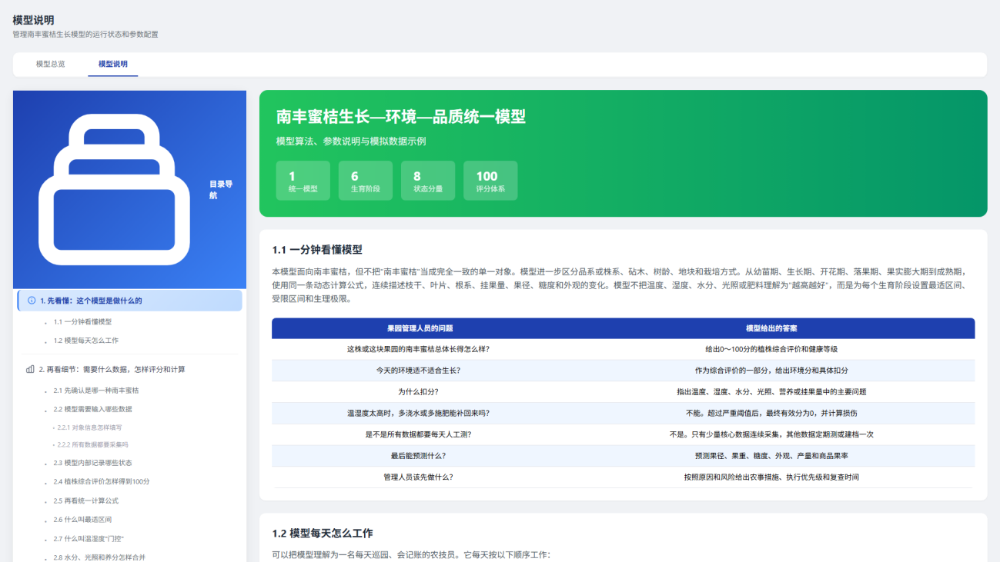 模型说明
管理南丰蜜桔生长模型的运行状态和参数配置
模型总览
模型说明
目录导
航
1. 先看懂：这个模型是做什么的
1.1 一分钟看懂模型
1.2 模型每天怎么工作
2. 再看细节：需要什么数据，怎样评分和计算
2.1 先确认是哪一种南丰蜜桔
2.2 模型需要输入哪些数据
2.2.1 对象信息怎样填写
2.2.2 所有数据都要采集吗
2.3 模型内部记录哪些状态
2.4 植株综合评价怎样得到100分
2.5 再看统一计算公式
2.6 什么叫最适区间
2.7 什么叫温湿度"门控"
2.8 水分、光照和养分怎样合并
南丰蜜桔生长—环境—品质统一模型
模型算法、参数说明与模拟数据示例
1
统一模型
6
生育阶段
8
状态分量
100
评分体系
1.1 一分钟看懂模型
本模型面向南丰蜜桔，但不把"南丰蜜桔"当成完全一致的单一对象。模型进一步区分品系或株系、砧木、树龄、地块和栽培方式。从幼苗期、生长期、开花期、落果期、果实膨大期到成熟期，
使用同一条动态计算公式，连续描述枝干、叶片、根系、挂果量、果径、糖度和外观的变化。模型不把温度、湿度、水分、光照或肥料理解为"越高越好"，而是为每个生育阶段设置最适区间、
受限区间和生理极限。
果园管理人员的问题 模型给出的答案
这株或这块果园的南丰蜜桔总体长得怎么样？ 给出0～100分的植株综合评价和健康等级
今天的环境适不适合生长？ 作为综合评价的一部分，给出环境分和具体扣分
为什么扣分？ 指出温度、湿度、水分、光照、营养或挂果量中的主要问题
温湿度太高时，多浇水或多施肥能补回来吗？ 不能。超过严重阈值后，最终有效分为0，并计算损伤
是不是所有数据都要每天人工测？ 不是。只有少量核心数据连续采集，其他数据定期测或建档一次
最后能预测什么？ 预测果径、果重、糖度、外观、产量和商品果率
管理人员该先做什么？ 按照原因和风险给出农事措施、执行优先级和复查时间
1.2 模型每天怎么工作
可以把模型理解为一名每天巡园、会记账的农技员。它每天按以下顺序工作：